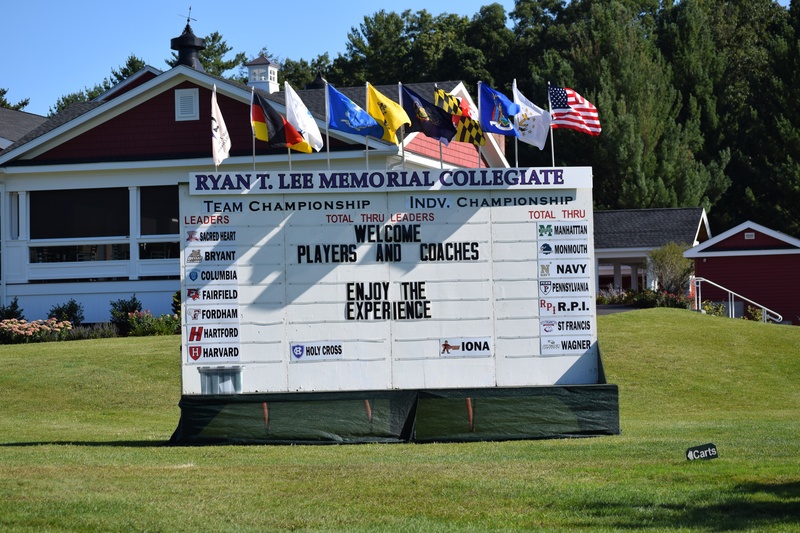 RYAN T. LEE MEMORIAL COLLEGIATE
TEAM CHAMPIONSHIP INDV. CHAMPIONSHIP
LEADERS TOTAL THRU LEADERS TOTAL THRU
SACRED HEART
BRYANT
COLUMBIA
FAIRFIELD
FORDHAM
HARTFORD
HARVARD
WELCOME
PLAYERS AND COACHES
ENJOY THE
EXPERIENCE
HOLY CROSS
IONA
MANHATTAN
MONMOUTH
NAVY
PENNSYLVANIA
R.P.I.
ST FRANCIS
WAGNER
Carts